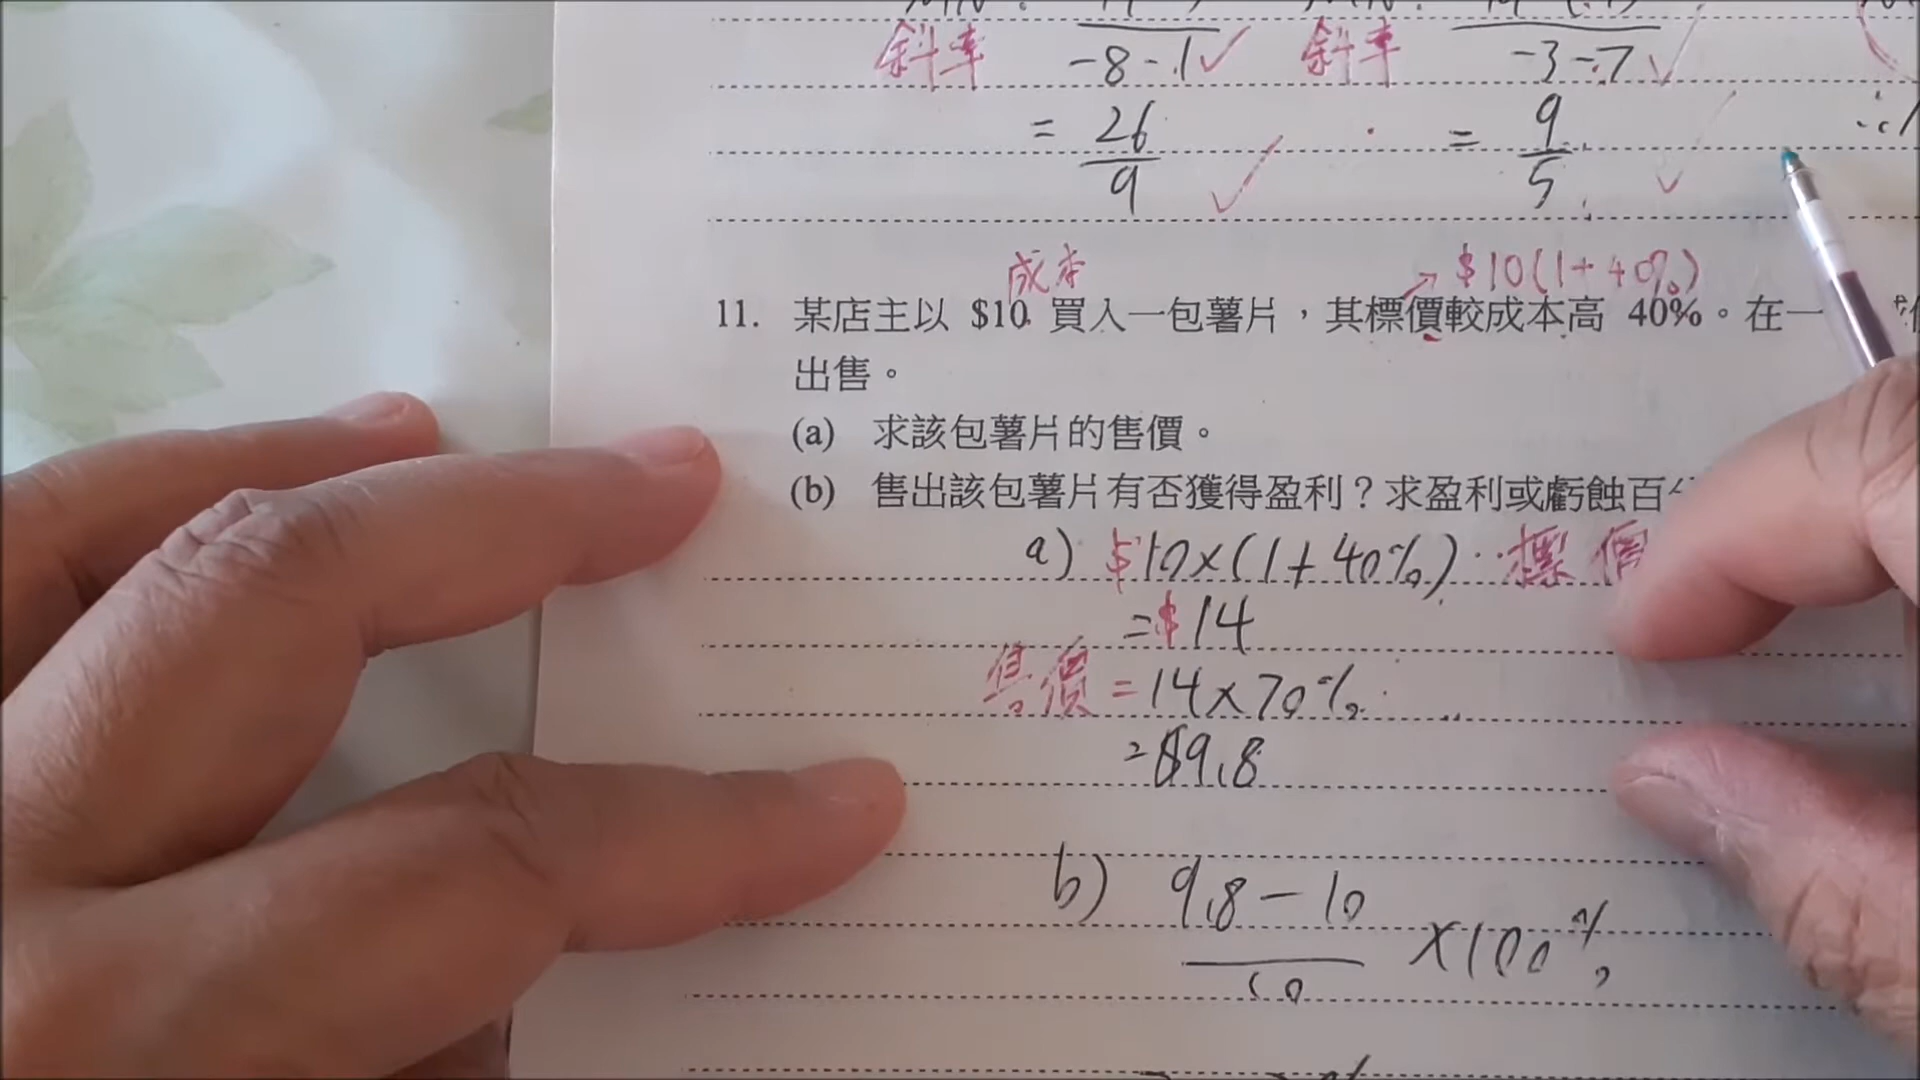 斜率 -8-1 斜率 -3-7
= 26/9 = 9/5
成本 $10(1+40%)
11. 某店主以 $10 買入一包薯片，其標價較成本高 40%。在一
出售。
(a) 求該包薯片的售價。
(b) 售出該包薯片有否獲得盈利？求盈利或虧蝕百
a) $10×(1+40%) 標價
=$14
售價=14×70%
=$9.8
b) 9.8-10/10 ×100%